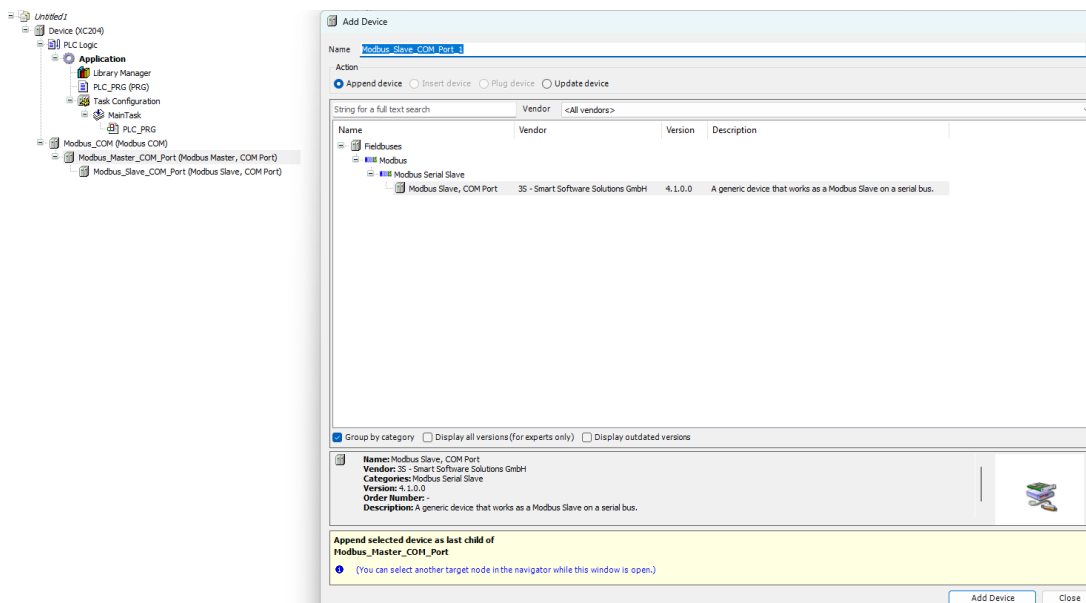 Untitled1
Device (XC204)
PLC Logic
Application
Library Manager
PLC_PRG (PRG)
Task Configuration
MainTask
PLC_PRG
Modbus_COM (Modbus COM)
Modbus_Master_COM_Port (Modbus Master, COM Port)
Modbus_Slave_COM_Port (Modbus Slave, COM Port)
Add Device
Name Modbus_Slave_COM_Port_1
Action
Append device Insert device Plug device Update device
String for a full text search Vendor <All vendors>
Name Vendor Version Description
Fieldbuses
Modbus
Modbus Serial Slave
Modbus Slave, COM Port 3S - Smart Software Solutions GmbH 4.1.0.0 A generic device that works as a Modbus Slave on a serial bus.
Group by category Display all versions (for experts only) Display outdated versions
Name: Modbus Slave, COM Port
Vendor: 3S - Smart Software Solutions GmbH
Categories: Modbus Serial Slave
Version: 4.1.0.0
Order Number: -
Description: A generic device that works as a Modbus Slave on a serial bus.
Append selected device as last child of
Modbus_Master_COM_Port
(You can select another target node in the navigator while this window is open.)
Add Device Close